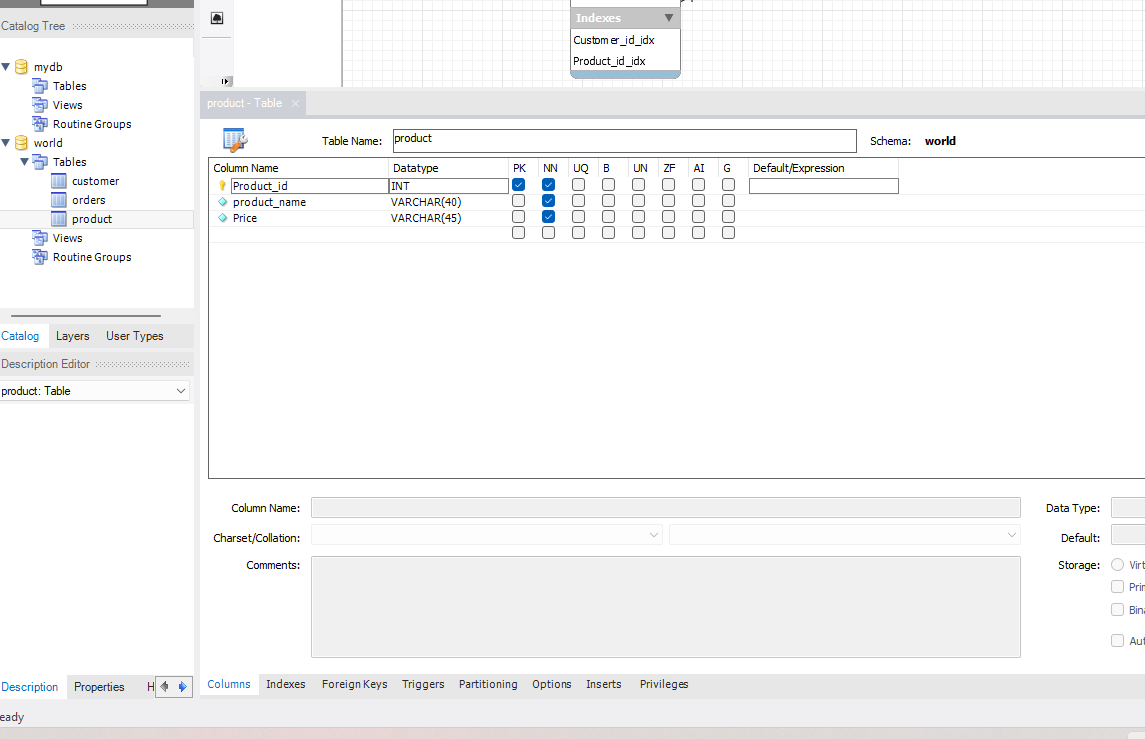 Catalog Tree
mydb
Tables
Views
Routine Groups
world
Tables
customer
orders
product
Views
Routine Groups
Catalog Layers User Types
Description Editor
product: Table
Description Properties H
eady
Indexes
Customer_id_idx
Product_id_idx
product - Table
Table Name: product Schema: world
Column Name Datatype PK NN UQ B UN ZF AI G Default/Expression
Product_id INT
product_name VARCHAR(40)
Price VARCHAR(45)
Column Name: Data Type:
Charset/Collation: Default:
Comments: Storage: Virt
Prim
Bina
Aut
Columns Indexes Foreign Keys Triggers Partitioning Options Inserts Privileges